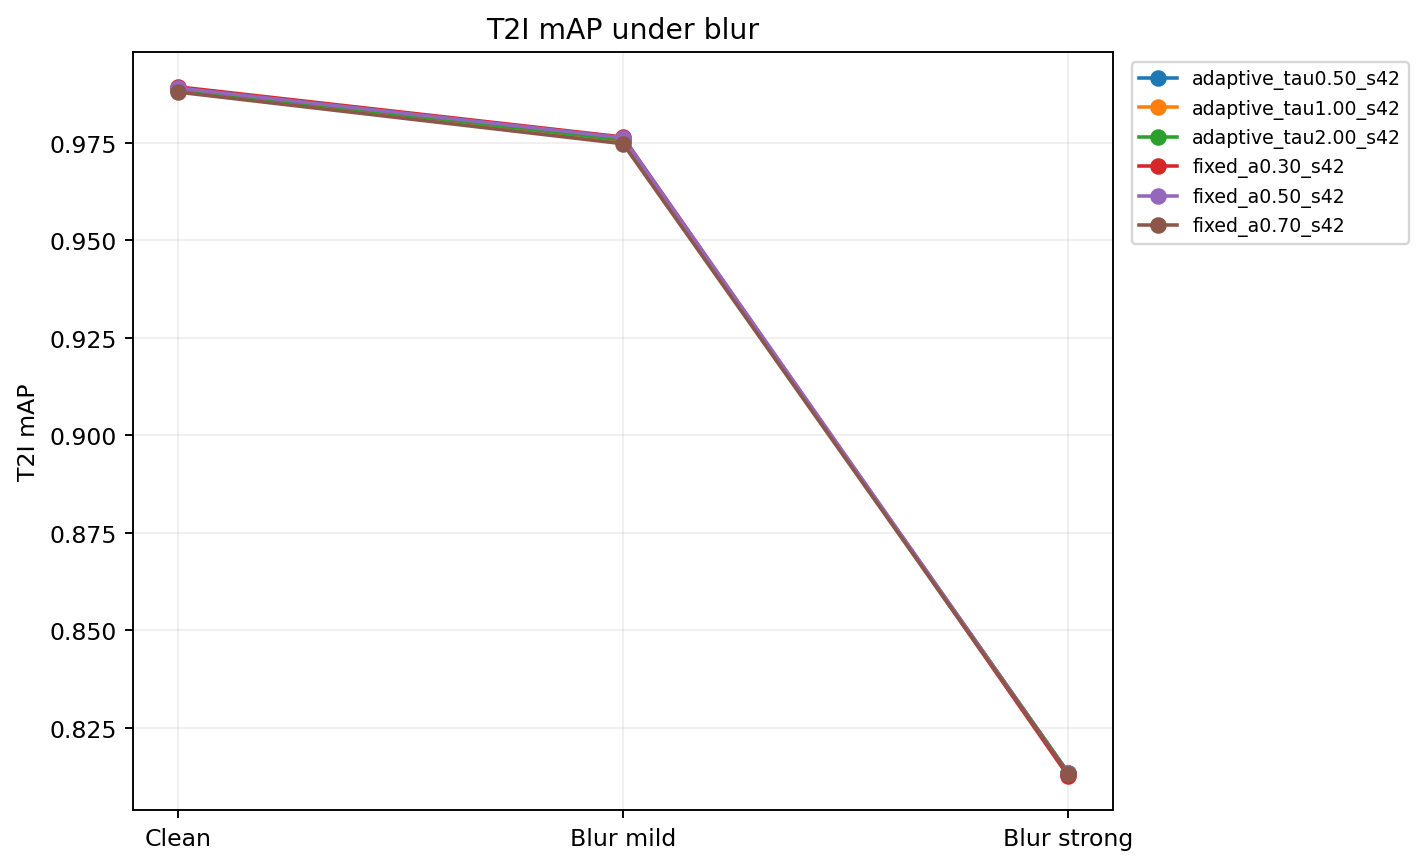 T2I mAP under blur
T2I mAP
0.975
0.950
0.925
0.900
0.875
0.850
0.825
Clean
Blur mild
Blur strong
adaptive_tau0.50_s42
adaptive_tau1.00_s42
adaptive_tau2.00_s42
fixed_a0.30_s42
fixed_a0.50_s42
fixed_a0.70_s42